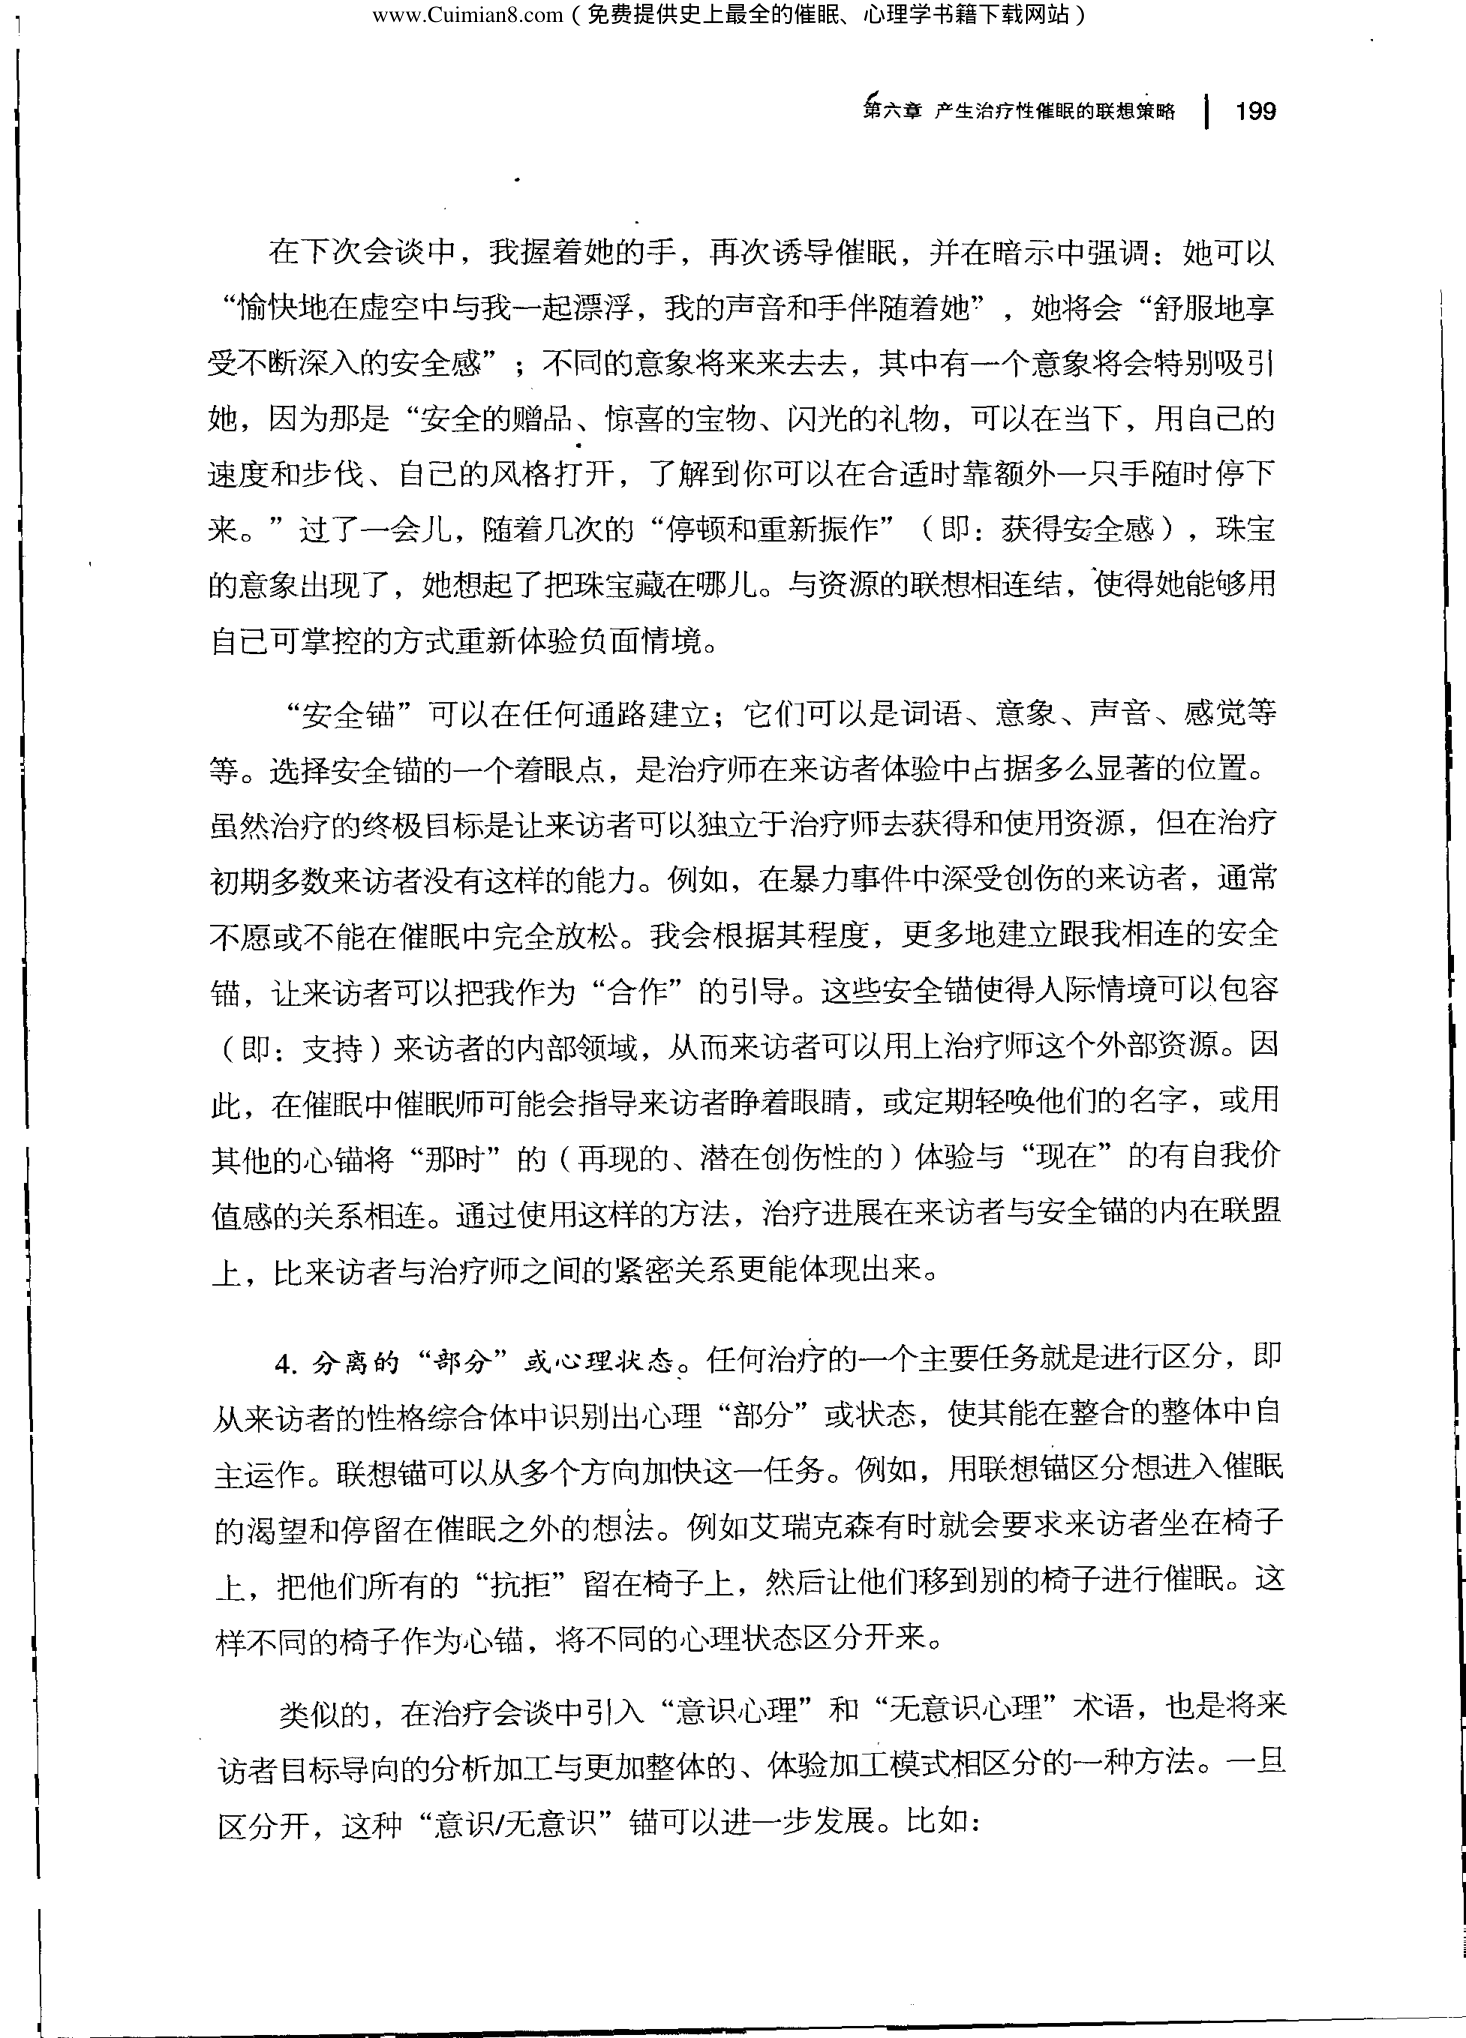 www.Cuimian8.com（免费提供史上最全的催眠、心理学书籍下载网站）
第六章 产生治疗性催眠的联想策略 199
在下次会谈中，我握着她的手，再次诱导催眠，并在暗示中强调：她可以
“愉快地在虚空中与我一起漂浮，我的声音和手伴随着她”，她将会“舒服地享
受不断深入的安全感”；不同的意象将来来去去，其中有一个意象将会特别吸引
她，因为那是“安全的赠品、惊喜的宝物、闪光的礼物，可以在当下，用自己的
速度和步伐、自己的风格打开，了解到你可以在合适时靠额外一只手随时停下
来。”过了一会儿，随着几次的“停顿和重新振作”（即：获得安全感），珠宝
的意象出现了，她想起了把珠宝藏在哪儿。与资源的联想相连结，使得她能够用
自己可掌控的方式重新体验负面情境。
“安全锚”可以在任何通路建立；它们可以是词语、意象、声音、感觉等
等。选择安全锚的一个着眼点，是治疗师在来访者体验中占据多么显著的位置。
虽然治疗的终极目标是让来访者可以独立于治疗师去获得和使用资源，但在治疗
初期多数来访者没有这样的能力。例如，在暴力事件中深受创伤的来访者，通常
不愿或不能在催眠中完全放松。我会根据其程度，更多地建立跟我相连的安全
锚，让来访者可以把我作为“合作”的引导。这些安全锚使得人际情境可以包容
（即：支持）来访者的内部领域，从而来访者可以用上治疗师这个外部资源。因
此，在催眠中催眠师可能会指导来访者睁着眼睛，或定期轻唤他们的名字，或用
其他的心锚将“那时”的（再现的、潜在创伤性的）体验与“现在”的有自我价
值感的关系相连。通过使用这样的方法，治疗进展在来访者与安全锚的内在联盟
上，比来访者与治疗师之间的紧密关系更能体现出来。
4. 分离的“部分”或心理状态。任何治疗的一个主要任务就是进行区分，即
从来访者的性格综合体中识别出心理“部分”或状态，使其能在整合的整体中自
主运作。联想锚可以从多个方向加快这一任务。例如，用联想锚区分想进入催眠
的渴望和停留在催眠之外的想法。例如艾瑞克森有时就会要求来访者坐在椅子
上，把他们所有的“抗拒”留在椅子上，然后让他们移到别的椅子进行催眠。这
样不同的椅子作为心锚，将不同的心理状态区分开来。
类似的，在治疗会谈中引入“意识心理”和“无意识心理”术语，也是将来
访者目标导向的分析加工与更加整体的、体验加工模式相区分的一种方法。一旦
区分开，这种“意识/无意识”锚可以进一步发展。比如：